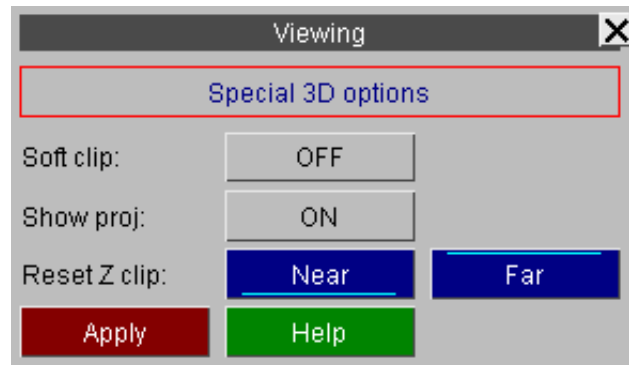 Viewing
Special 3D options
Soft clip: OFF
Show proj: ON
Reset Z clip: Near Far
Apply Help